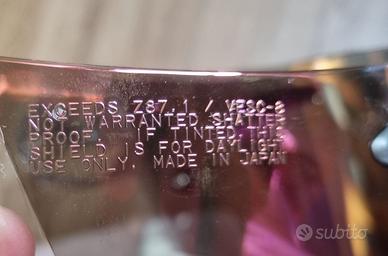 EXCEEDS Z87.1 / VESC-8
NOT WARRANTED SHATTER
PROOF. IF TINTED, THIS
SHIELD IS FOR DAYLIGHT
USE ONLY. MADE IN JAPAN
subito